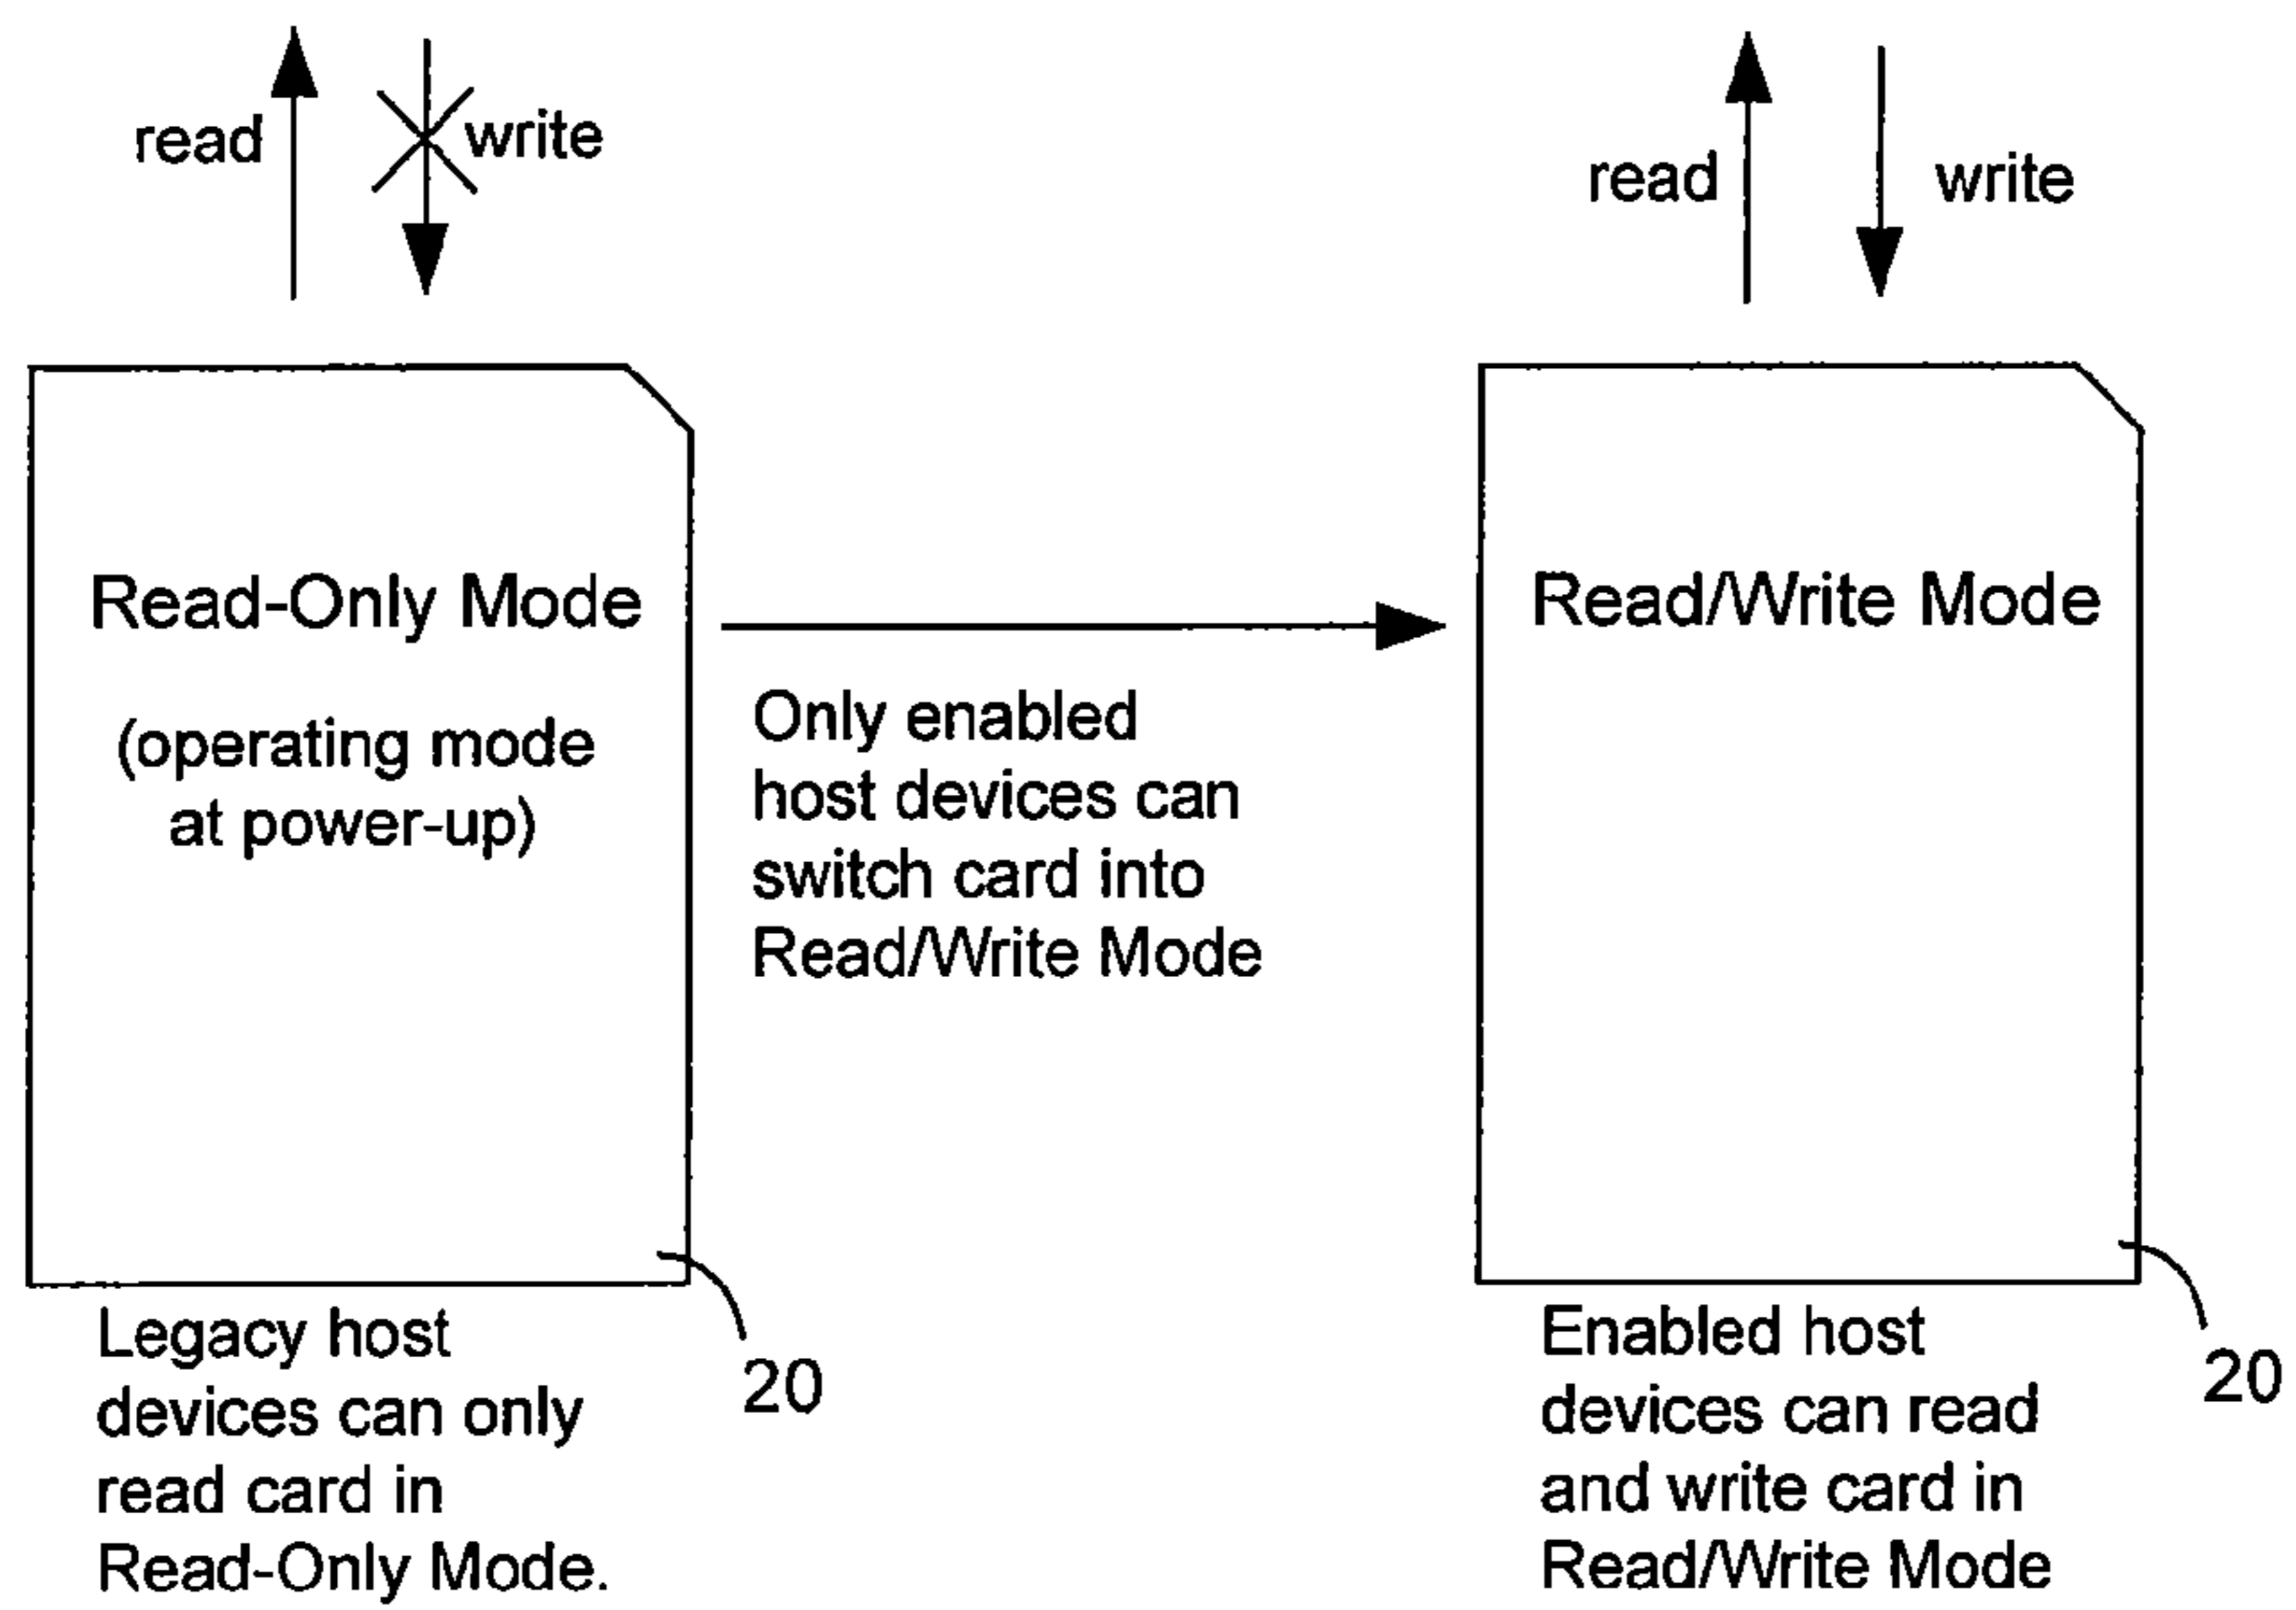 read
write
read
write
Read-Only Mode
(operating mode
at power-up)
Only enabled
host devices can
switch card into
Read/Write Mode
Read/Write Mode
Legacy host
devices can only
read card in
Read-Only Mode.
20
Enabled host
devices can read
and write card in
Read/Write Mode
20